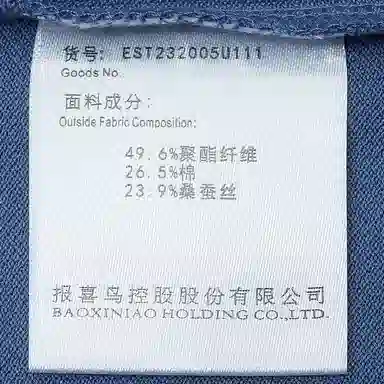 货号: EST232005U111
Goods No.
面料成分:
Outside Fabric Composition:
49.6%聚酯纤维
26.5%棉
23.9%桑蚕丝
报喜鸟控股股份有限公司
BAOXINIAO HOLDING CO.,LTD.